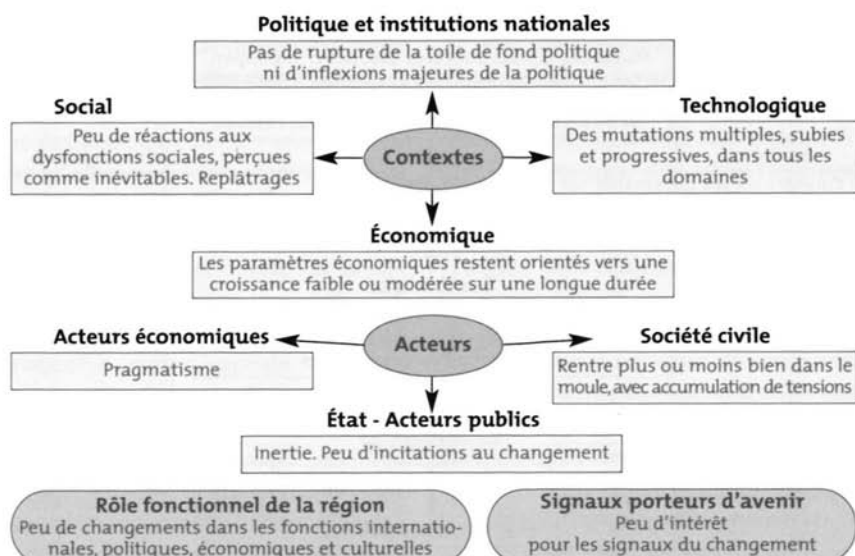 Politique et institutions nationales
Pas de rupture de la toile de fond politique
ni d'inflexions majeures de la politique
Social
Peu de réactions aux
dysfonctions sociales, perçues
comme inévitables. Replâtrages
Contextes
Technologique
Des mutations multiples, subies
et progressives, dans tous les
domaines
Économique
Les paramètres économiques restent orientés vers une
croissance faible ou modérée sur une longue durée
Acteurs économiques
Pragmatisme
Acteurs
Société civile
Rentre plus ou moins bien dans le
moule, avec accumulation de tensions
État - Acteurs publics
Inertie. Peu d'incitations au changement
Rôle fonctionnel de la région
Peu de changements dans les fonctions internatio-
nales, politiques, économiques et culturelles
Signaux porteurs d'avenir
Peu d'intérêt
pour les signaux du changement